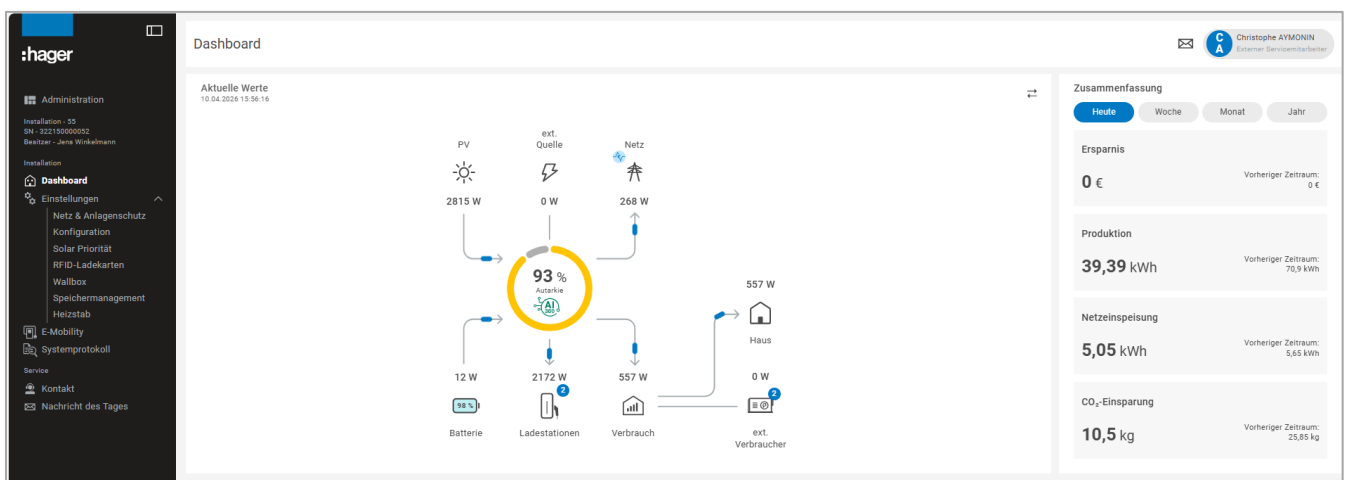 :hager
Administration
Installation - 55
SN - 322150000052
Besitzer - Jens Winkelmann
Installation
Dashboard
Einstellungen
Netz & Anlagenschutz
Konfiguration
Solar Priorität
RFID-Ladekarten
Wallbox
Speichermanagement
Heizstab
E-Mobility
Systemprotokoll
Service
Kontakt
Nachricht des Tages
Dashboard
C
A
Christophe AYMONIN
Externer Servicemitarbeiter
Aktuelle Werte
10.04.2026 15:56:16
PV
2815 W
ext.
Quelle
0 W
Netz
268 W
93 %
Autarkie
AI
360
12 W
98 %
Batterie
2172 W
2
Ladestationen
557 W
Verbrauch
557 W
Haus
0 W
2
ext.
Verbraucher
Zusammenfassung
Heute Woche Monat Jahr
Ersparnis
0 €
Vorheriger Zeitraum:
0 €
Produktion
39,39 kWh
Vorheriger Zeitraum:
70,9 kWh
Netzeinspeisung
5,05 kWh
Vorheriger Zeitraum:
5,65 kWh
CO₂-Einsparung
10,5 kg
Vorheriger Zeitraum:
25,85 kg